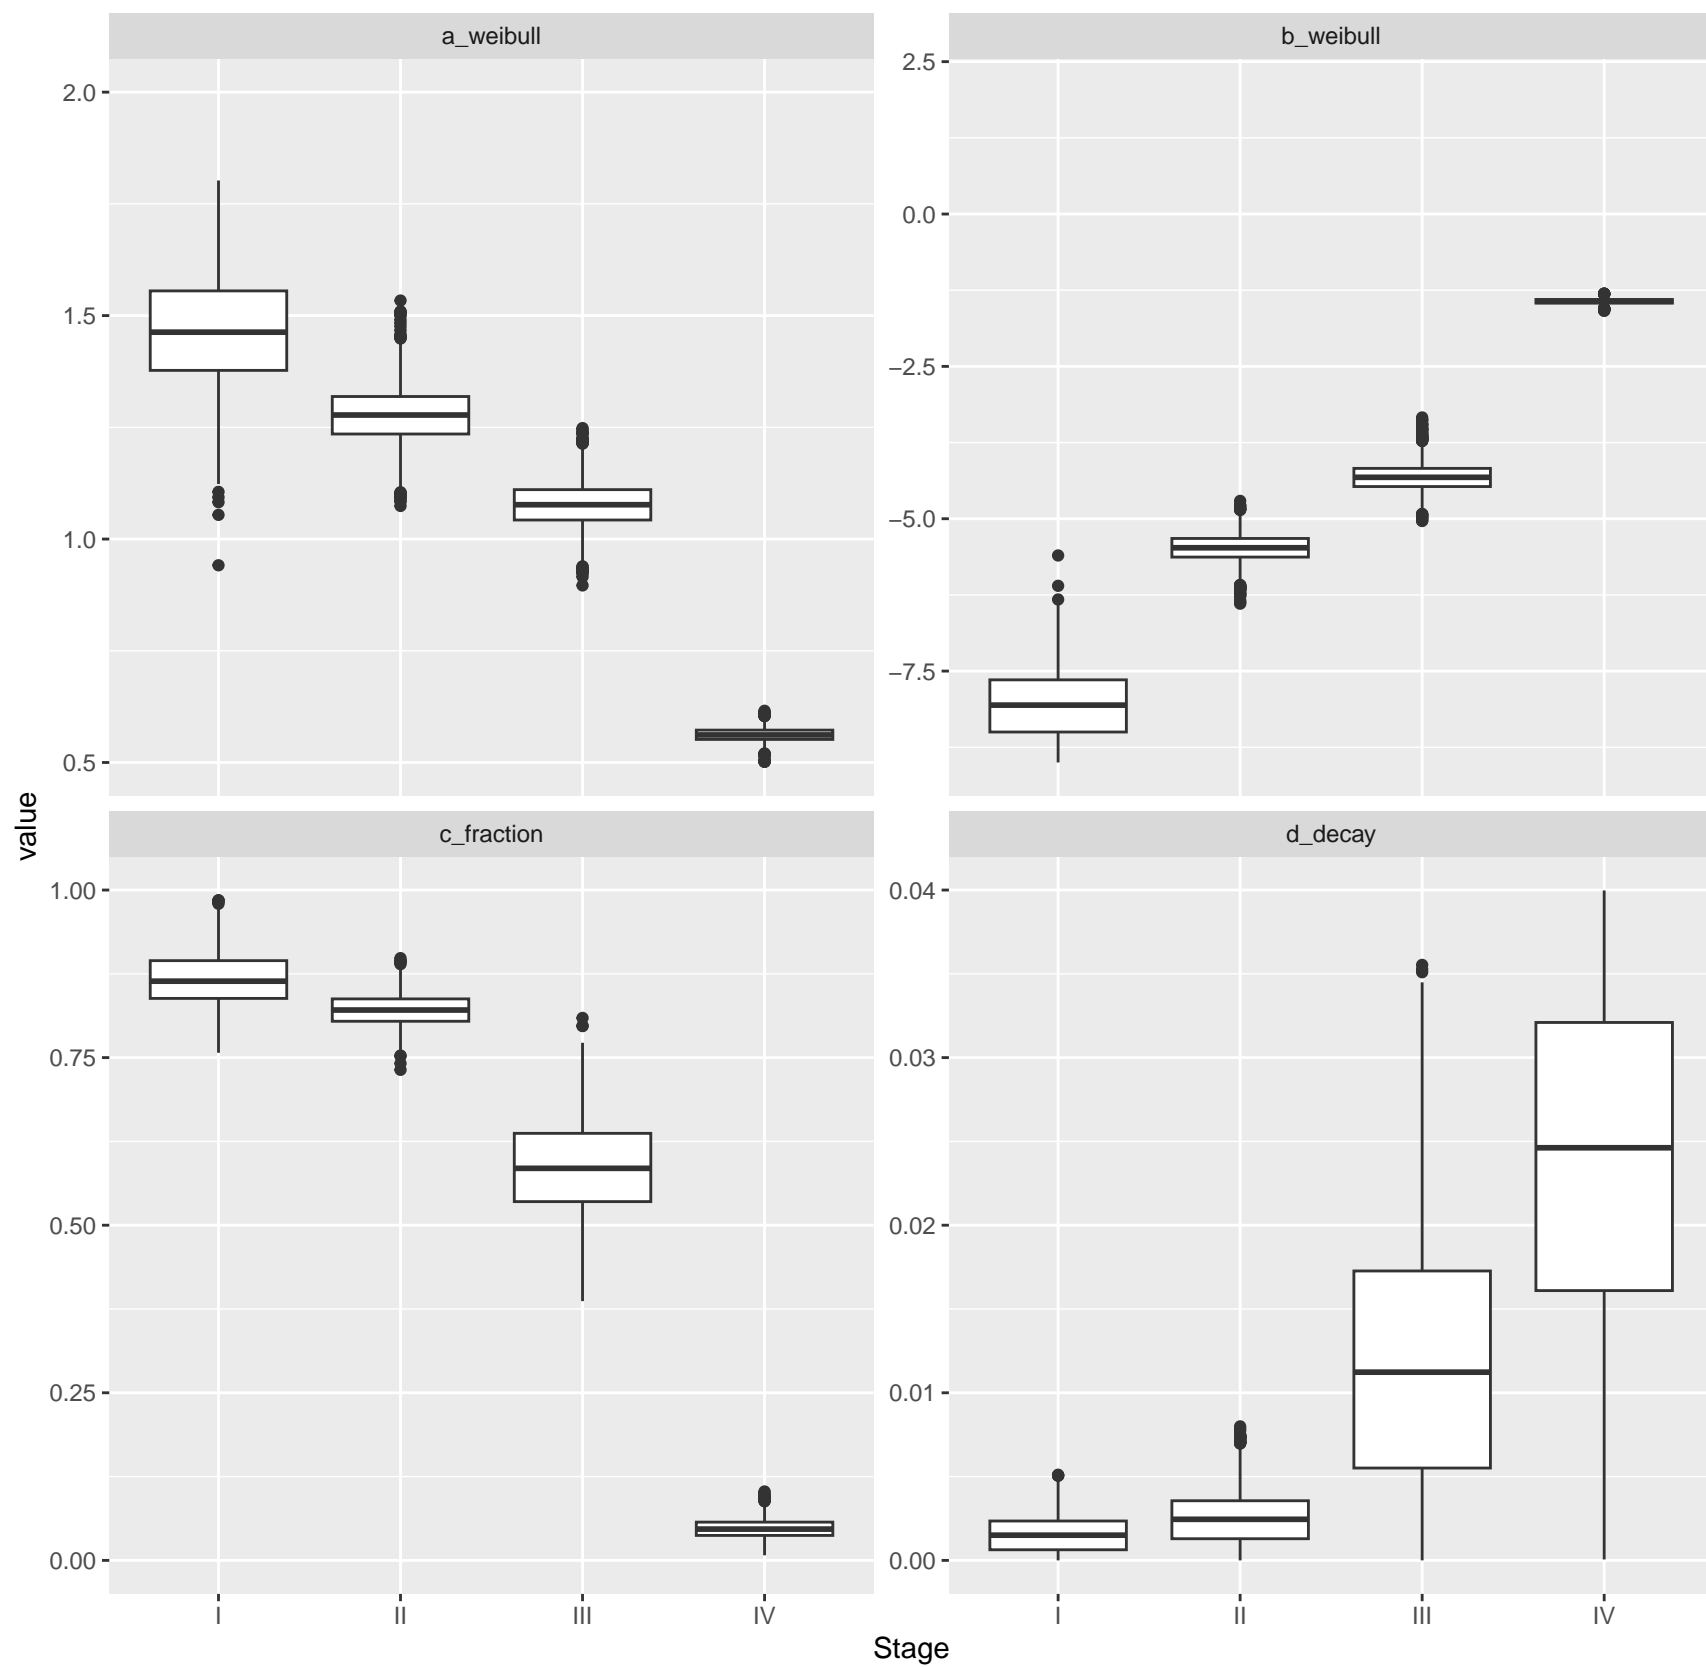 a_weibull
b_weibull
2.0
1.5
1.0
0.5
2.5
0.0
−2.5
−5.0
−7.5
value
c_fraction
d_decay
1.00
0.75
0.50
0.25
0.00
0.04
0.03
0.02
0.01
0.00
I II III IV
I II III IV
Stage